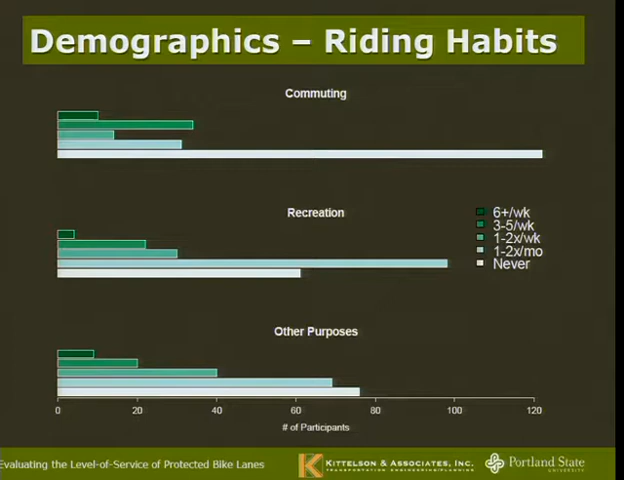 Demographics – Riding Habits
Commuting
Recreation
6+/wk
3-5/wk
1-2x/wk
1-2x/mo
Never
Other Purposes
0 20 40 60 80 100 120
# of Participants
Evaluating the Level-of-Service of Protected Bike Lanes
KITTELSON & ASSOCIATES, INC.
TRANSPORTATION ENGINEERING/PLANNING
Portland State
UNIVERSITY